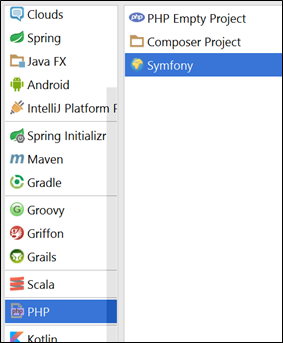 Clouds
Spring
Java FX
Android
IntelliJ Platform P
Spring Initializr
Maven
Gradle
Groovy
Griffon
Grails
Scala
PHP
Kotlin
PHP Empty Project
Composer Project
Symfony